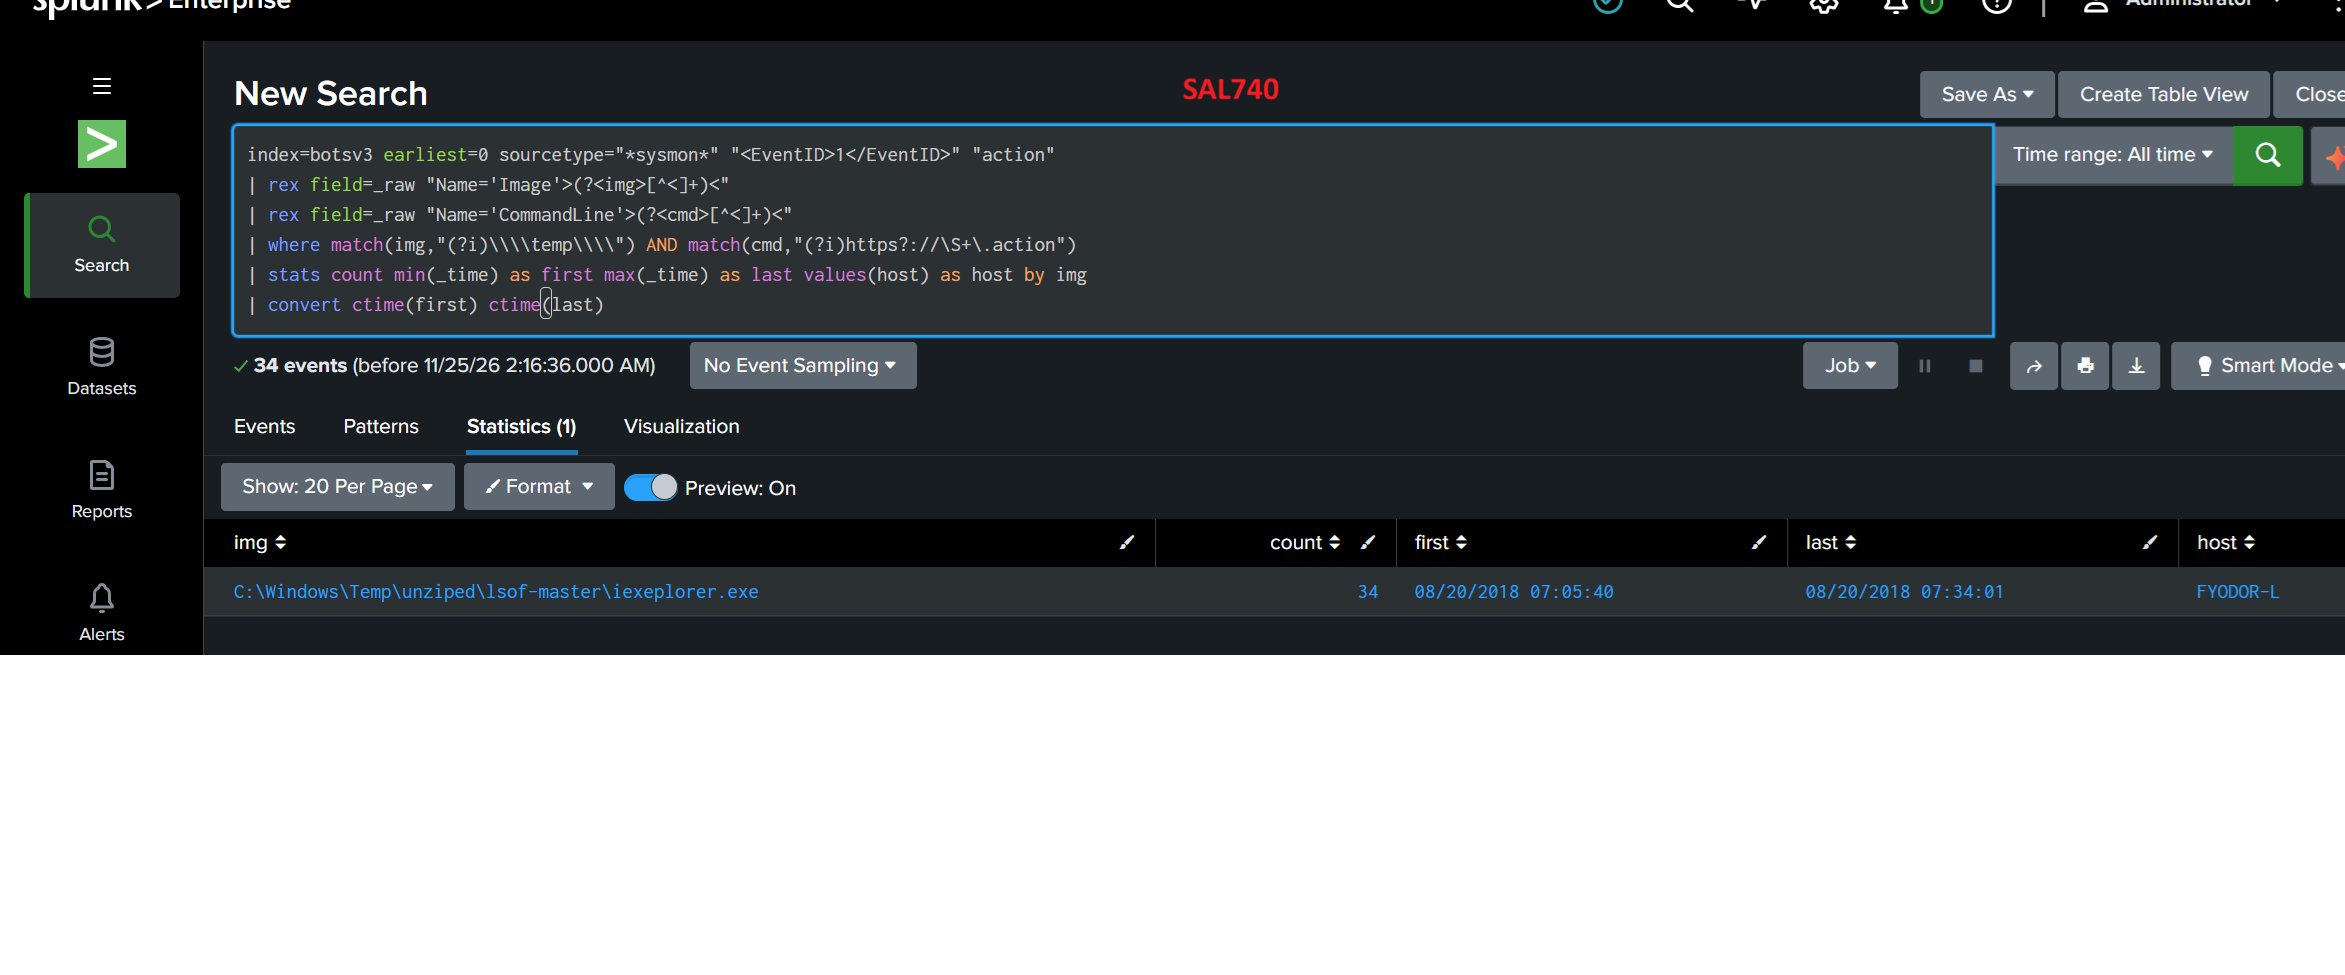 splunk> Enterprise
Administrator
New Search
SAL740
Save As
Create Table View
Close
index=botsv3 earliest=0 sourcetype="*sysmon*" "<EventID>1</EventID>" "action"
| rex field=_raw "Name='Image'>(?<img>[^<]+)<"
| rex field=_raw "Name='CommandLine'>(?<cmd>[^<]+)<"
| where match(img,"(?i)\\\\temp\\\\") AND match(cmd,"(?i)https?://\S+\.action")
| stats count min(_time) as first max(_time) as last values(host) as host by img
| convert ctime(first) ctime(last)
Time range: All time
Search
Datasets
Reports
Alerts
34 events (before 11/25/26 2:16:36.000 AM)
No Event Sampling
Job
Smart Mode
Events
Patterns
Statistics (1)
Visualization
Show: 20 Per Page
Format
Preview: On
img
count
first
last
host
C:\Windows\Temp\unziped\lsof-master\iexeplorer.exe
34
08/20/2018 07:05:40
08/20/2018 07:34:01
FYODOR-L